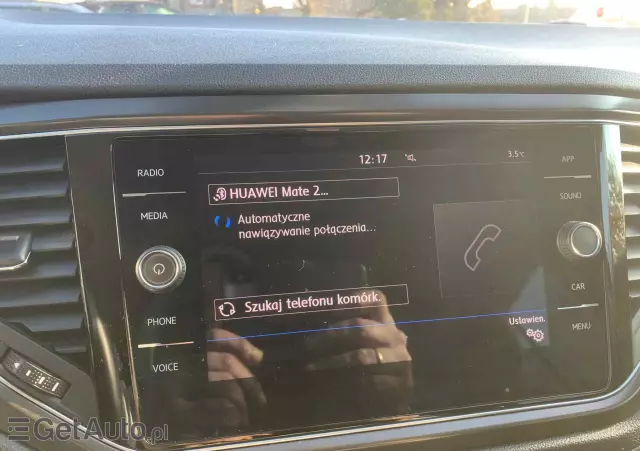 12:17
3.5°C
RADIO
MEDIA
PHONE
VOICE
HUAWEI Mate 2...
Automatyczne
nawiązywanie połączenia...
Szukaj telefonu komórk.
Ustawien.
APP
SOUND
CAR
MENU
GetAuto.pl